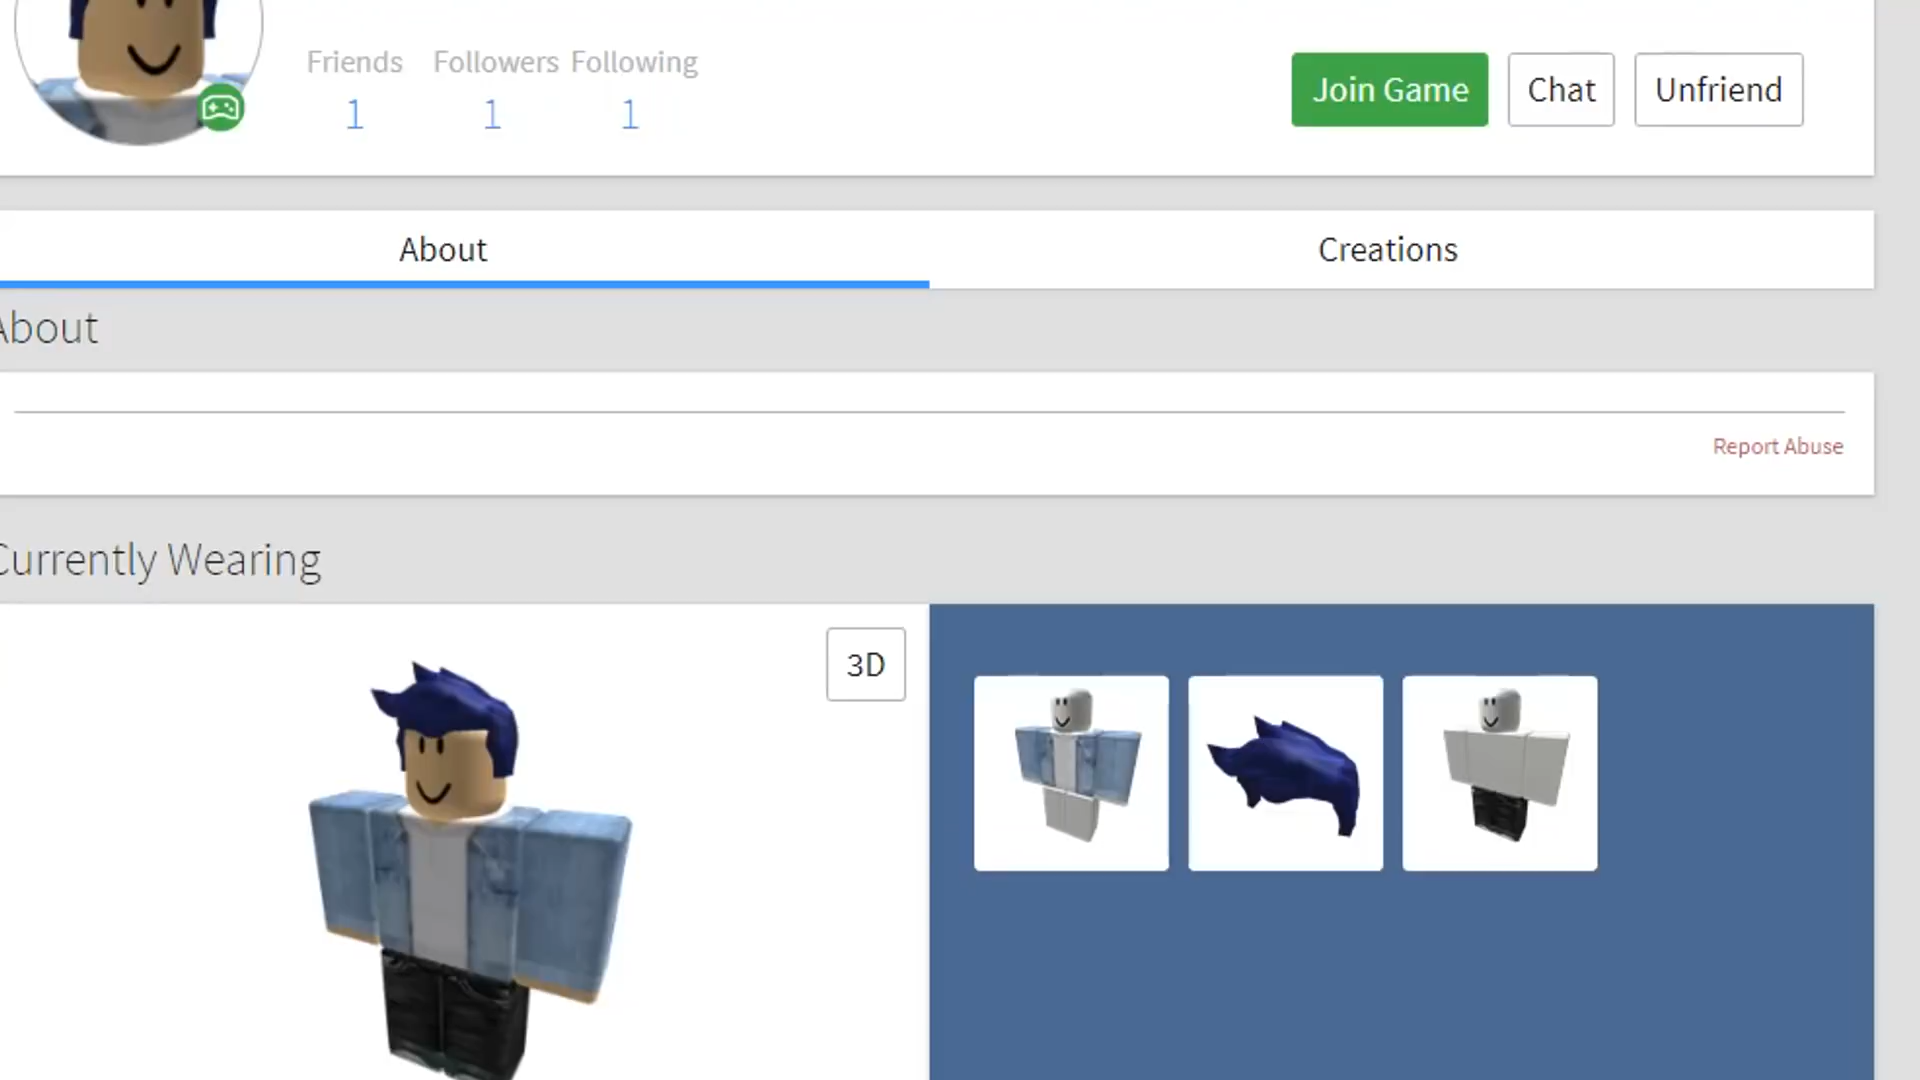 Friends Followers Following
1 1 1
Join Game Chat Unfriend
About Creations
About
Report Abuse
Currently Wearing
3D